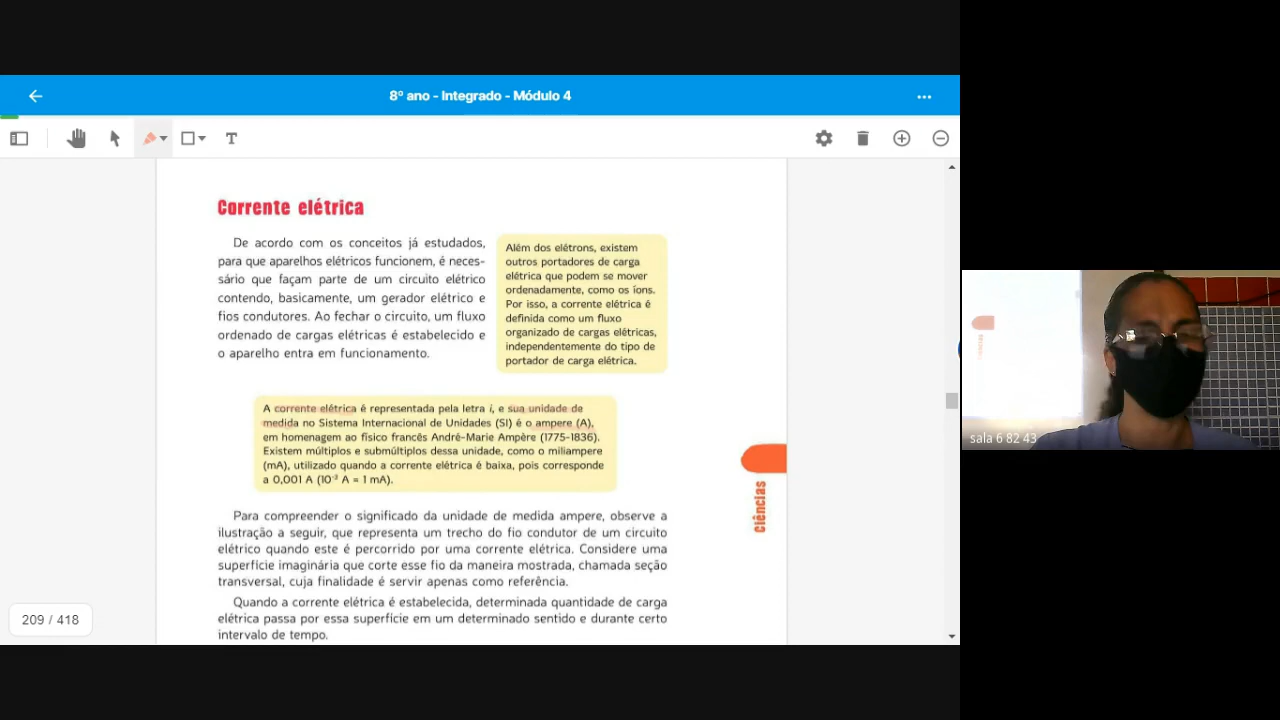 8º ano - Integrado - Módulo 4
T
Corrente elétrica
De acordo com os conceitos já estudados,
para que aparelhos elétricos funcionem, é neces-
sário que façam parte de um circuito elétrico
contendo, basicamente, um gerador elétrico e
fios condutores. Ao fechar o circuito, um fluxo
ordenado de cargas elétricas é estabelecido e
o aparelho entra em funcionamento.
Além dos elétrons, existem
outros portadores de carga
elétrica que podem se mover
ordenadamente, como os íons.
Por isso, a corrente elétrica é
definida como um fluxo
organizado de cargas elétricas,
independentemente do tipo de
portador de carga elétrica.
A corrente elétrica é representada pela letra i, e sua unidade de
medida no Sistema Internacional de Unidades (SI) é o ampere (A),
em homenagem ao físico francês André-Marie Ampère (1775-1836).
Existem múltiplos e submúltiplos dessa unidade, como o miliampere
(mA), utilizado quando a corrente elétrica é baixa, pois corresponde
a 0,001 A (10⁻³ A = 1 mA).
Ciências
Para compreender o significado da unidade de medida ampere, observe a
ilustração a seguir, que representa um trecho do fio condutor de um circuito
elétrico quando este é percorrido por uma corrente elétrica. Considere uma
superfície imaginária que corte esse fio da maneira mostrada, chamada seção
transversal, cuja finalidade é servir apenas como referência.
Quando a corrente elétrica é estabelecida, determinada quantidade de carga
elétrica passa por essa superfície em um determinado sentido e durante certo
intervalo de tempo.
209 / 418
sala 6 82 43